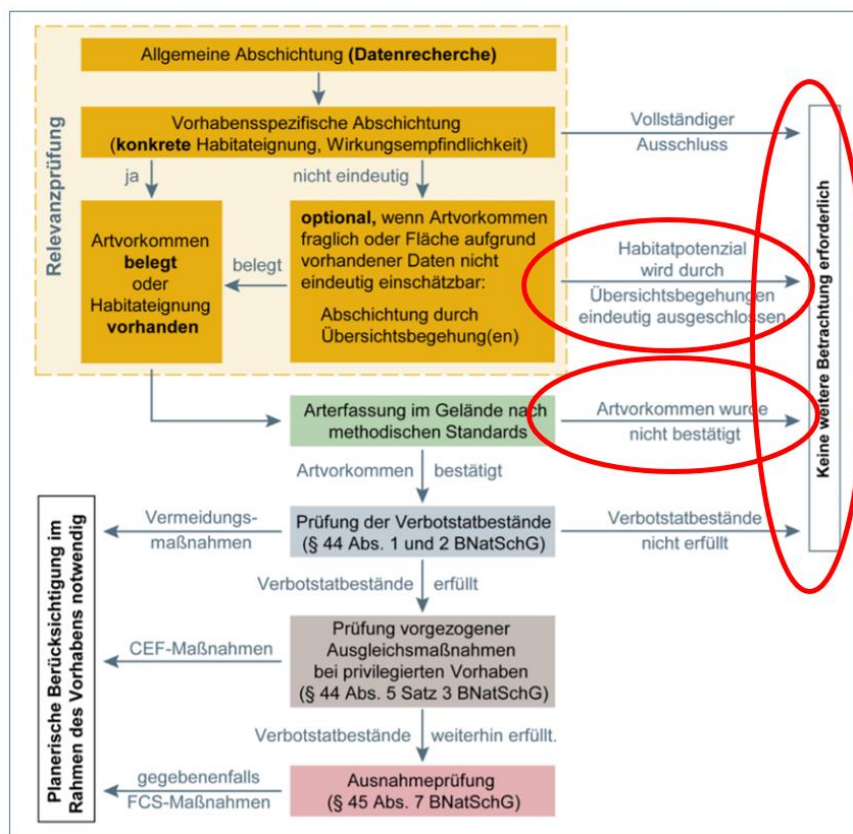 Relevanzprüfung
Allgemeine Abschichtung (Datenrecherche)
Vorhabensspezifische Abschichtung
(konkrete Habitateignung, Wirkungsempfindlichkeit)
Vollständiger
Ausschluss
ja
nicht eindeutig
Artvorkommen
belegt
oder
Habitateignung
vorhanden
belegt
optional, wenn Artvorkommen
fraglich oder Fläche aufgrund
vorhandener Daten nicht
eindeutig einschätzbar:
Abschichtung durch
Übersichtsbegehung(en)
Habitatpotenzial
wird durch
Übersichtsbegehungen
eindeutig ausgeschlossen
Keine weitere Betrachtung erforderlich
Arterfassung im Gelände nach
methodischen Standards
Artvorkommen wurde
nicht bestätigt
Artvorkommen bestätigt
Planerische Berücksichtigung im
Rahmen des Vorhabens notwendig
Vermeidungs-
maßnahmen
Prüfung der Verbotstatbestände
(§ 44 Abs. 1 und 2 BNatSchG)
Verbotstatbestände
nicht erfüllt
Verbotstatbestände erfüllt
CEF-Maßnahmen
Prüfung vorgezogener
Ausgleichsmaßnahmen
bei privilegierten Vorhaben
(§ 44 Abs. 5 Satz 3 BNatSchG)
Verbotstatbestände weiterhin erfüllt.
gegebenenfalls
FCS-Maßnahmen
Ausnahmeprüfung
(§ 45 Abs. 7 BNatSchG)